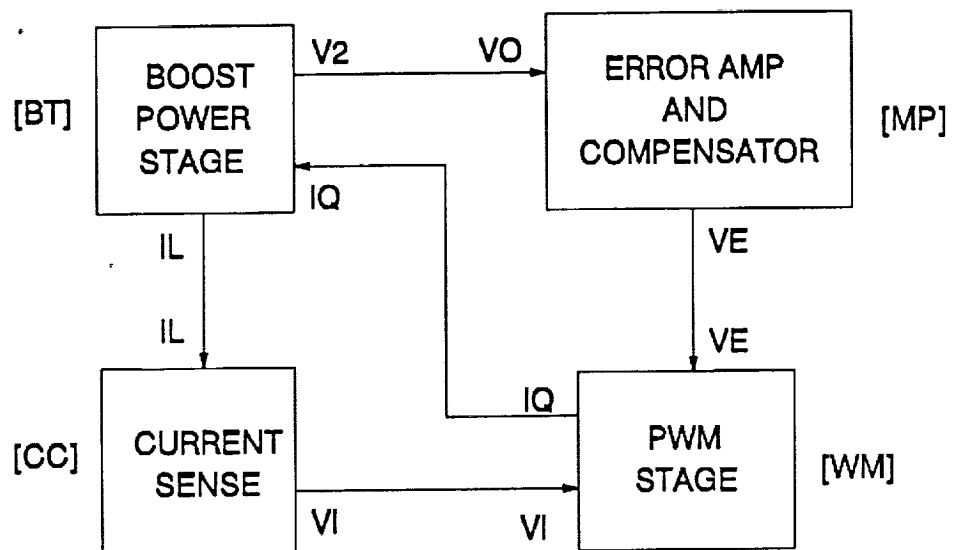 V2
VO
BOOST
POWER
STAGE
[BT]
ERROR AMP
AND
COMPENSATOR
[MP]
IQ
IL
VE
IL
VE
IQ
CURRENT
SENSE
[CC]
PWM
STAGE
[WM]
VI
VI